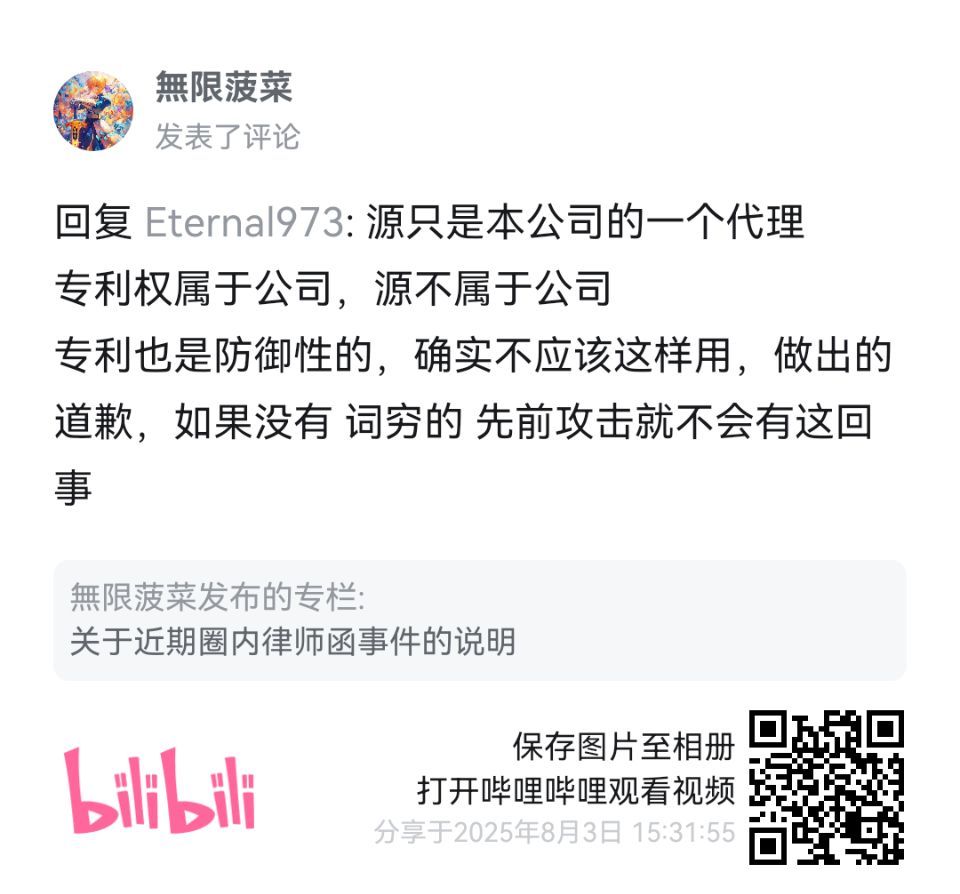 無限菠菜
发表了评论
回复 Eternal973: 源只是本公司的一个代理
专利权属于公司，源不属于公司
专利也是防御性的，确实不应该这样用，做出的
道歉，如果没有 词穷的 先前攻击就不会有这回
事
無限菠菜发布的专栏:
关于近期圈内律师函事件的说明
bilibili
保存图片至相册
打开哔哩哔哩观看视频
分享于2025年8月3日 15:31:55